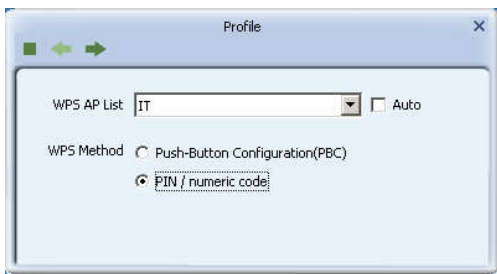 Profile
WPS AP List IT Auto
WPS Method Push-Button Configuration(PBC)
PIN / numeric code